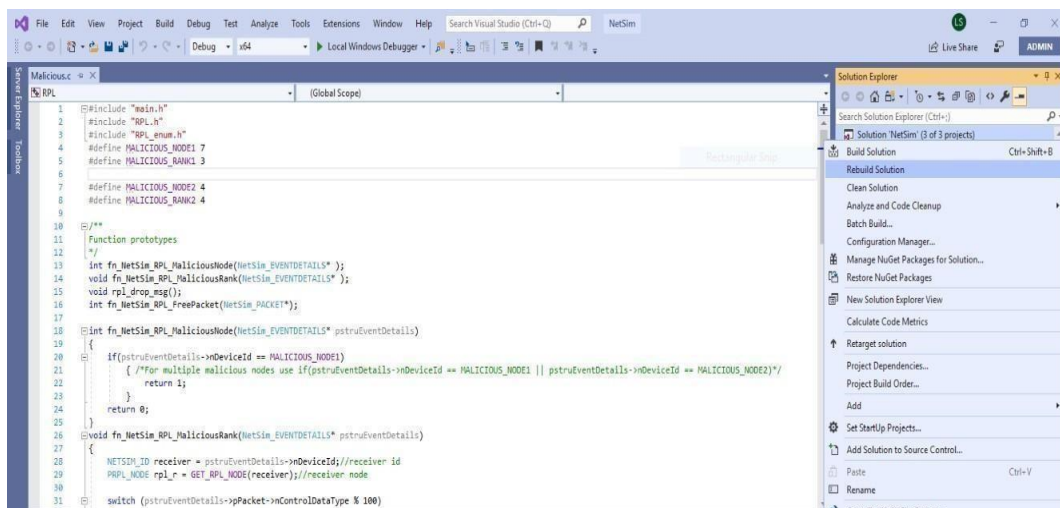 File Edit View Project Build Debug Test Analyze Tools Extensions Window Help Search Visual Studio (Ctrl+Q) NetSim LS
Debug x64 Local Windows Debugger Live Share ADMIN
Server Explorer
Toolbox
Malicious.c
RPL (Global Scope)
1 #include "main.h"
2 #include "RPL.h"
3 #include "RPL_enum.h"
4 #define MALICIOUS_NODE1 7
5 #define MALICIOUS_RANK1 3
6
7 #define MALICIOUS_NODE2 4
8 #define MALICIOUS_RANK2 4
9
10 /**
11 Function prototypes
12 */
13 int fn_NetSim_RPL_MaliciousNode(NetSim_EVENTDETAILS* );
14 void fn_NetSim_RPL_MaliciousRank(NetSim_EVENTDETAILS* );
15 void rpl_drop_msg();
16 int fn_NetSim_RPL_FreePacket(NetSim_PACKET*);
17
18 int fn_NetSim_RPL_MaliciousNode(NetSim_EVENTDETAILS* pstruEventDetails)
19 {
20 if(pstruEventDetails->nDeviceId == MALICIOUS_NODE1)
21 { /*For multiple malicious nodes use if(pstruEventDetails->nDeviceId == MALICIOUS_NODE1 || pstruEventDetails->nDeviceId == MALICIOUS_NODE2)*/
22 return 1;
23 }
24 return 0;
25 }
26 void fn_NetSim_RPL_MaliciousRank(NetSim_EVENTDETAILS* pstruEventDetails)
27 {
28 NETSIM_ID receiver = pstruEventDetails->nDeviceId;//receiver id
29 PRPL_NODE rpl_r = GET_RPL_NODE(receiver);//receiver node
30
31 switch (pstruEventDetails->pPacket->nControlDataType % 100)
Rectangular Snip
Solution Explorer
Search Solution Explorer (Ctrl+;)
Solution 'NetSim' (3 of 3 projects)
Build Solution Ctrl+Shift+B
Rebuild Solution
Clean Solution
Analyze and Code Cleanup
Batch Build...
Configuration Manager...
Manage NuGet Packages for Solution...
Restore NuGet Packages
New Solution Explorer View
Calculate Code Metrics
Retarget solution
Project Dependencies...
Project Build Order...
Add
Set StartUp Projects...
Add Solution to Source Control...
Paste Ctrl+V
Rename